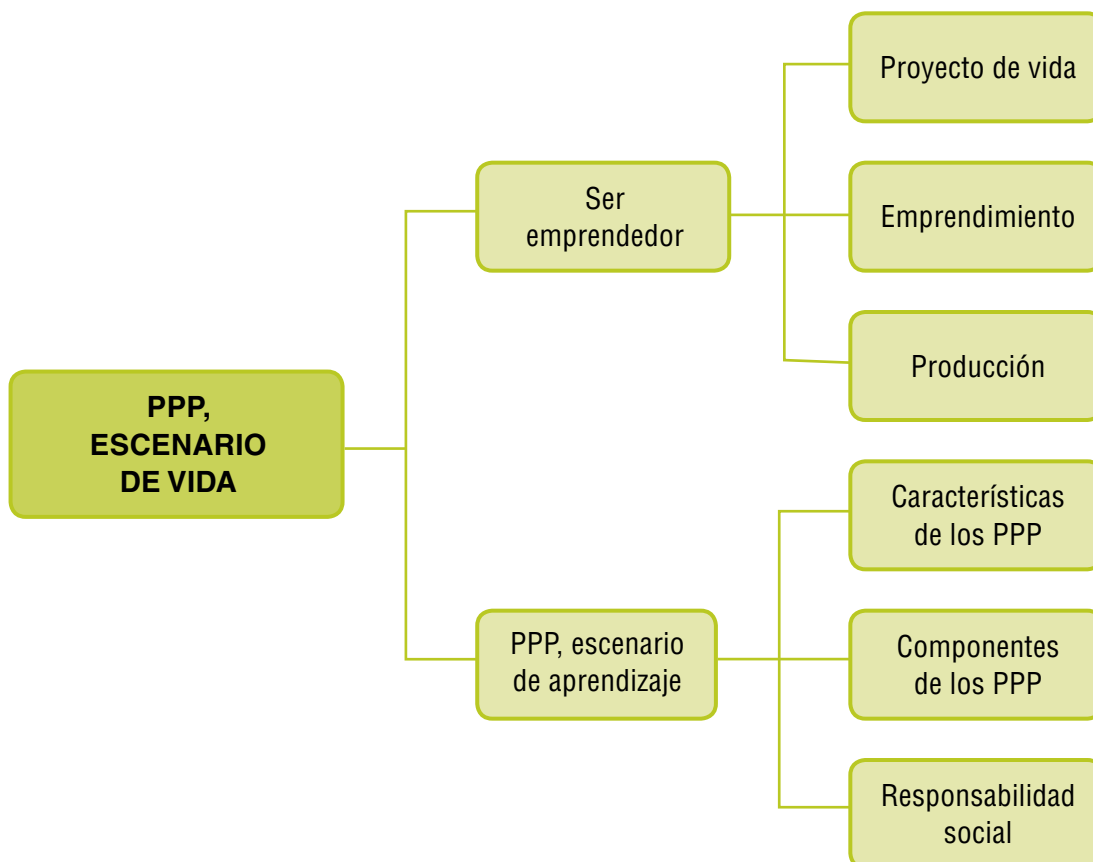 PPP,
ESCENARIO
DE VIDA
Ser
emprendedor
Proyecto de vida
Emprendimiento
Producción
PPP, escenario
de aprendizaje
Característícas
de los PPP
Componentes
de los PPP
Responsabilidad
social